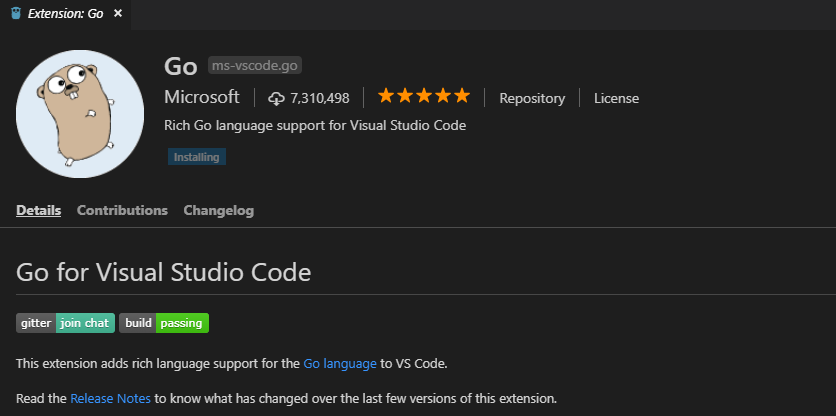 Extension: Go ×
Go ms-vscode.go
Microsoft 7,310,498 Repository License
Rich Go language support for Visual Studio Code
Installing
Details Contributions Changelog
Go for Visual Studio Code
gitter join chat build passing
This extension adds rich language support for the Go language to VS Code.
Read the Release Notes to know what has changed over the last few versions of this extension.